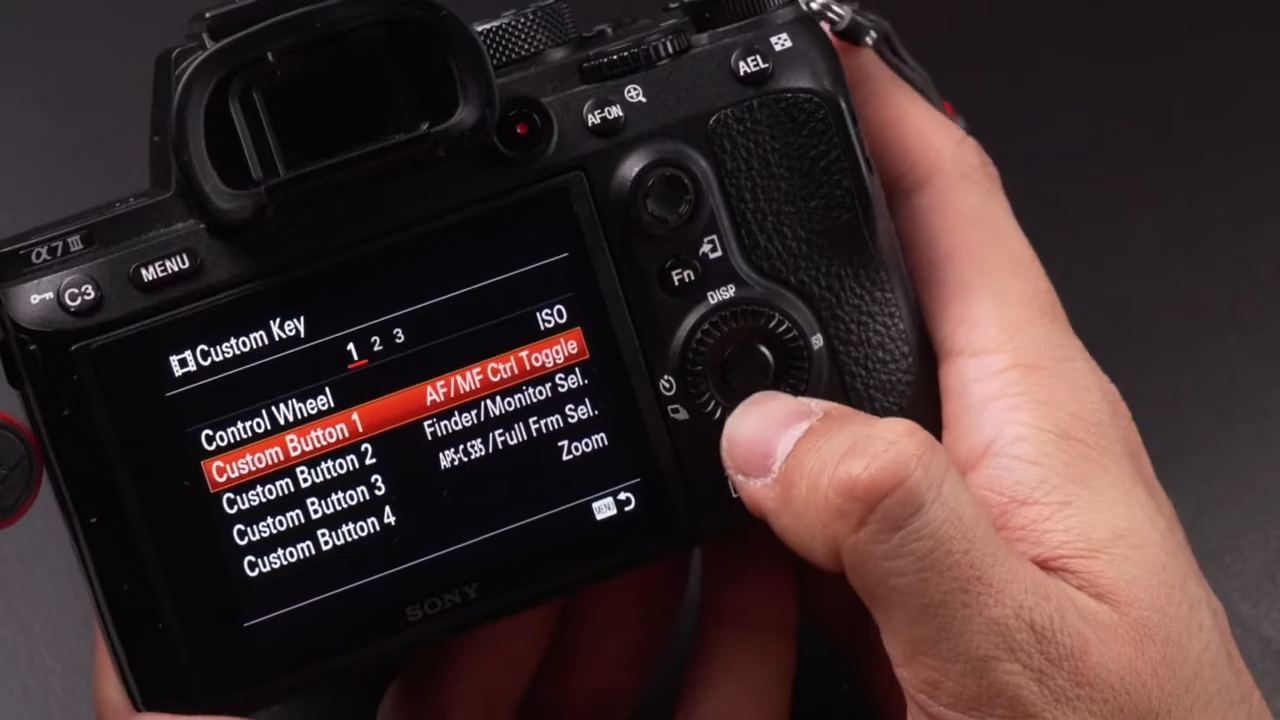 AEL
AF-ON
α7III
MENU
C3
Fn
DISP
ISO
Custom Key
1 2 3
Control Wheel ISO
Custom Button 1 AF/MF Ctrl Toggle
Custom Button 2 Finder/Monitor Sel.
Custom Button 3 APS-C S35/Full Frm Sel.
Custom Button 4 Zoom
MENU
SONY